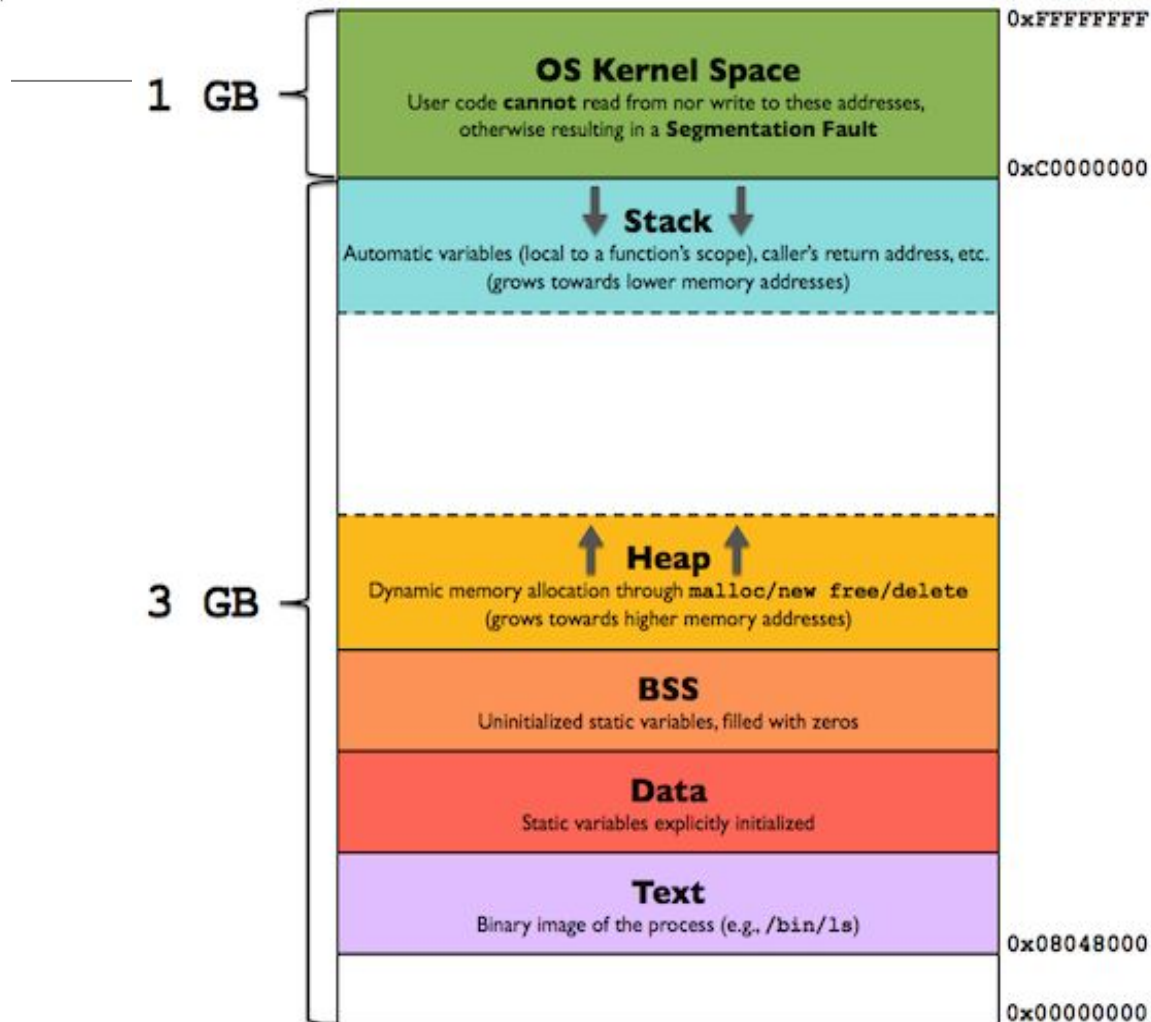 0xFFFFFFFF
1 GB
OS Kernel Space
User code cannot read from nor write to these addresses,
otherwise resulting in a Segmentation Fault
0xC0000000
Stack
Automatic variables (local to a function's scope), caller's return address, etc.
(grows towards lower memory addresses)
3 GB
Heap
Dynamic memory allocation through malloc/new free/delete
(grows towards higher memory addresses)
BSS
Uninitialized static variables, filled with zeros
Data
Static variables explicitly initialized
Text
Binary image of the process (e.g., /bin/ls)
0x08048000
0x00000000